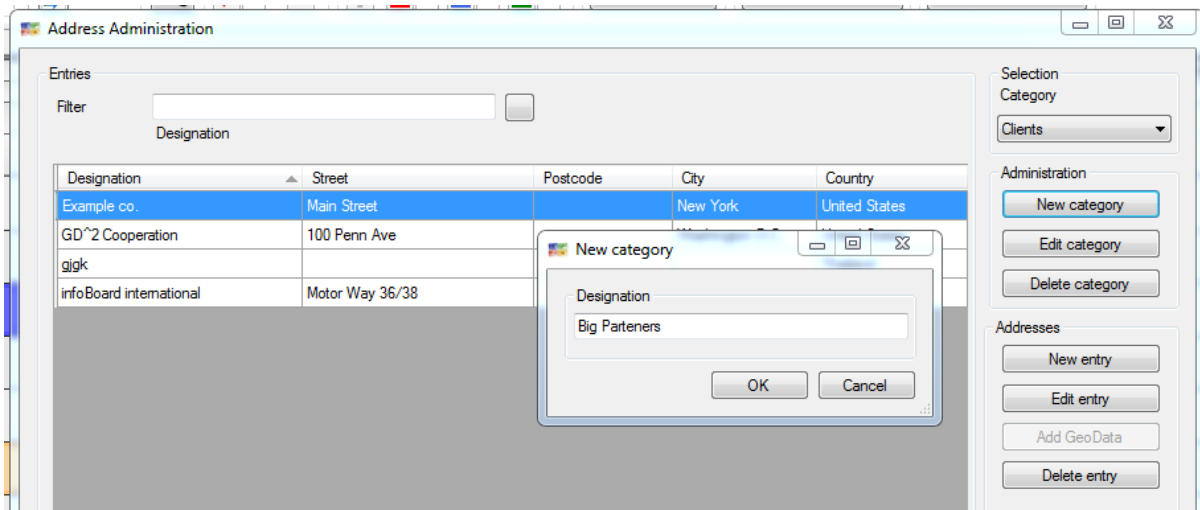 Address Administration
Entries
Filter
Designation
Designation Street Postcode City Country
Example co. Main Street New York United States
GD^2 Cooperation 100 Penn Ave
gjgk
infoBoard international Motor Way 36/38
New category
Designation
Big Parteners
OK Cancel
Selection
Category
Clients
Administration
New category
Edit category
Delete category
Addresses
New entry
Edit entry
Add GeoData
Delete entry